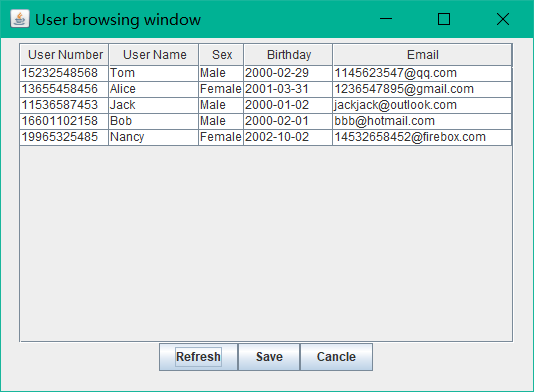 User browsing window
User Number User Name Sex Birthday Email
15232548568 Tom Male 2000-02-29 1145623547@qq.com
13655458456 Alice Female 2001-03-31 1236547895@gmail.com
11536587453 Jack Male 2000-01-02 jackjack@outlook.com
16601102158 Bob Male 2000-02-01 bbb@hotmail.com
19965325485 Nancy Female 2002-10-02 14532658452@firebox.com
Refresh Save Cancle